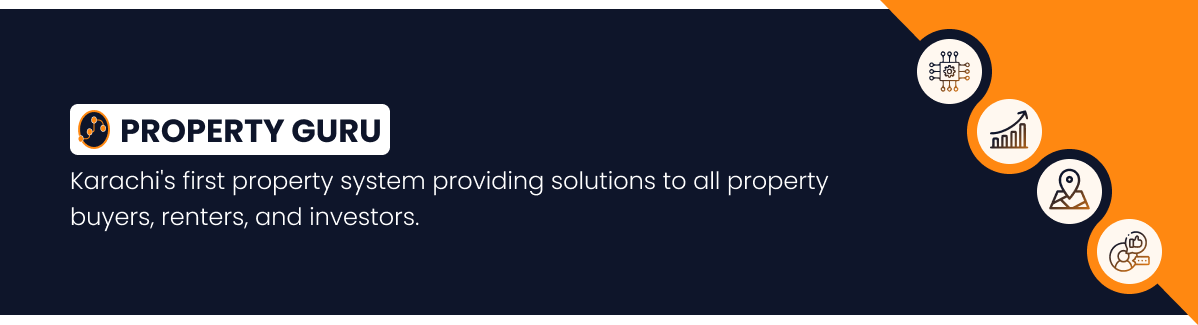 PROPERTY GURU
Karachi's first property system providing solutions to all property
buyers, renters, and investors.